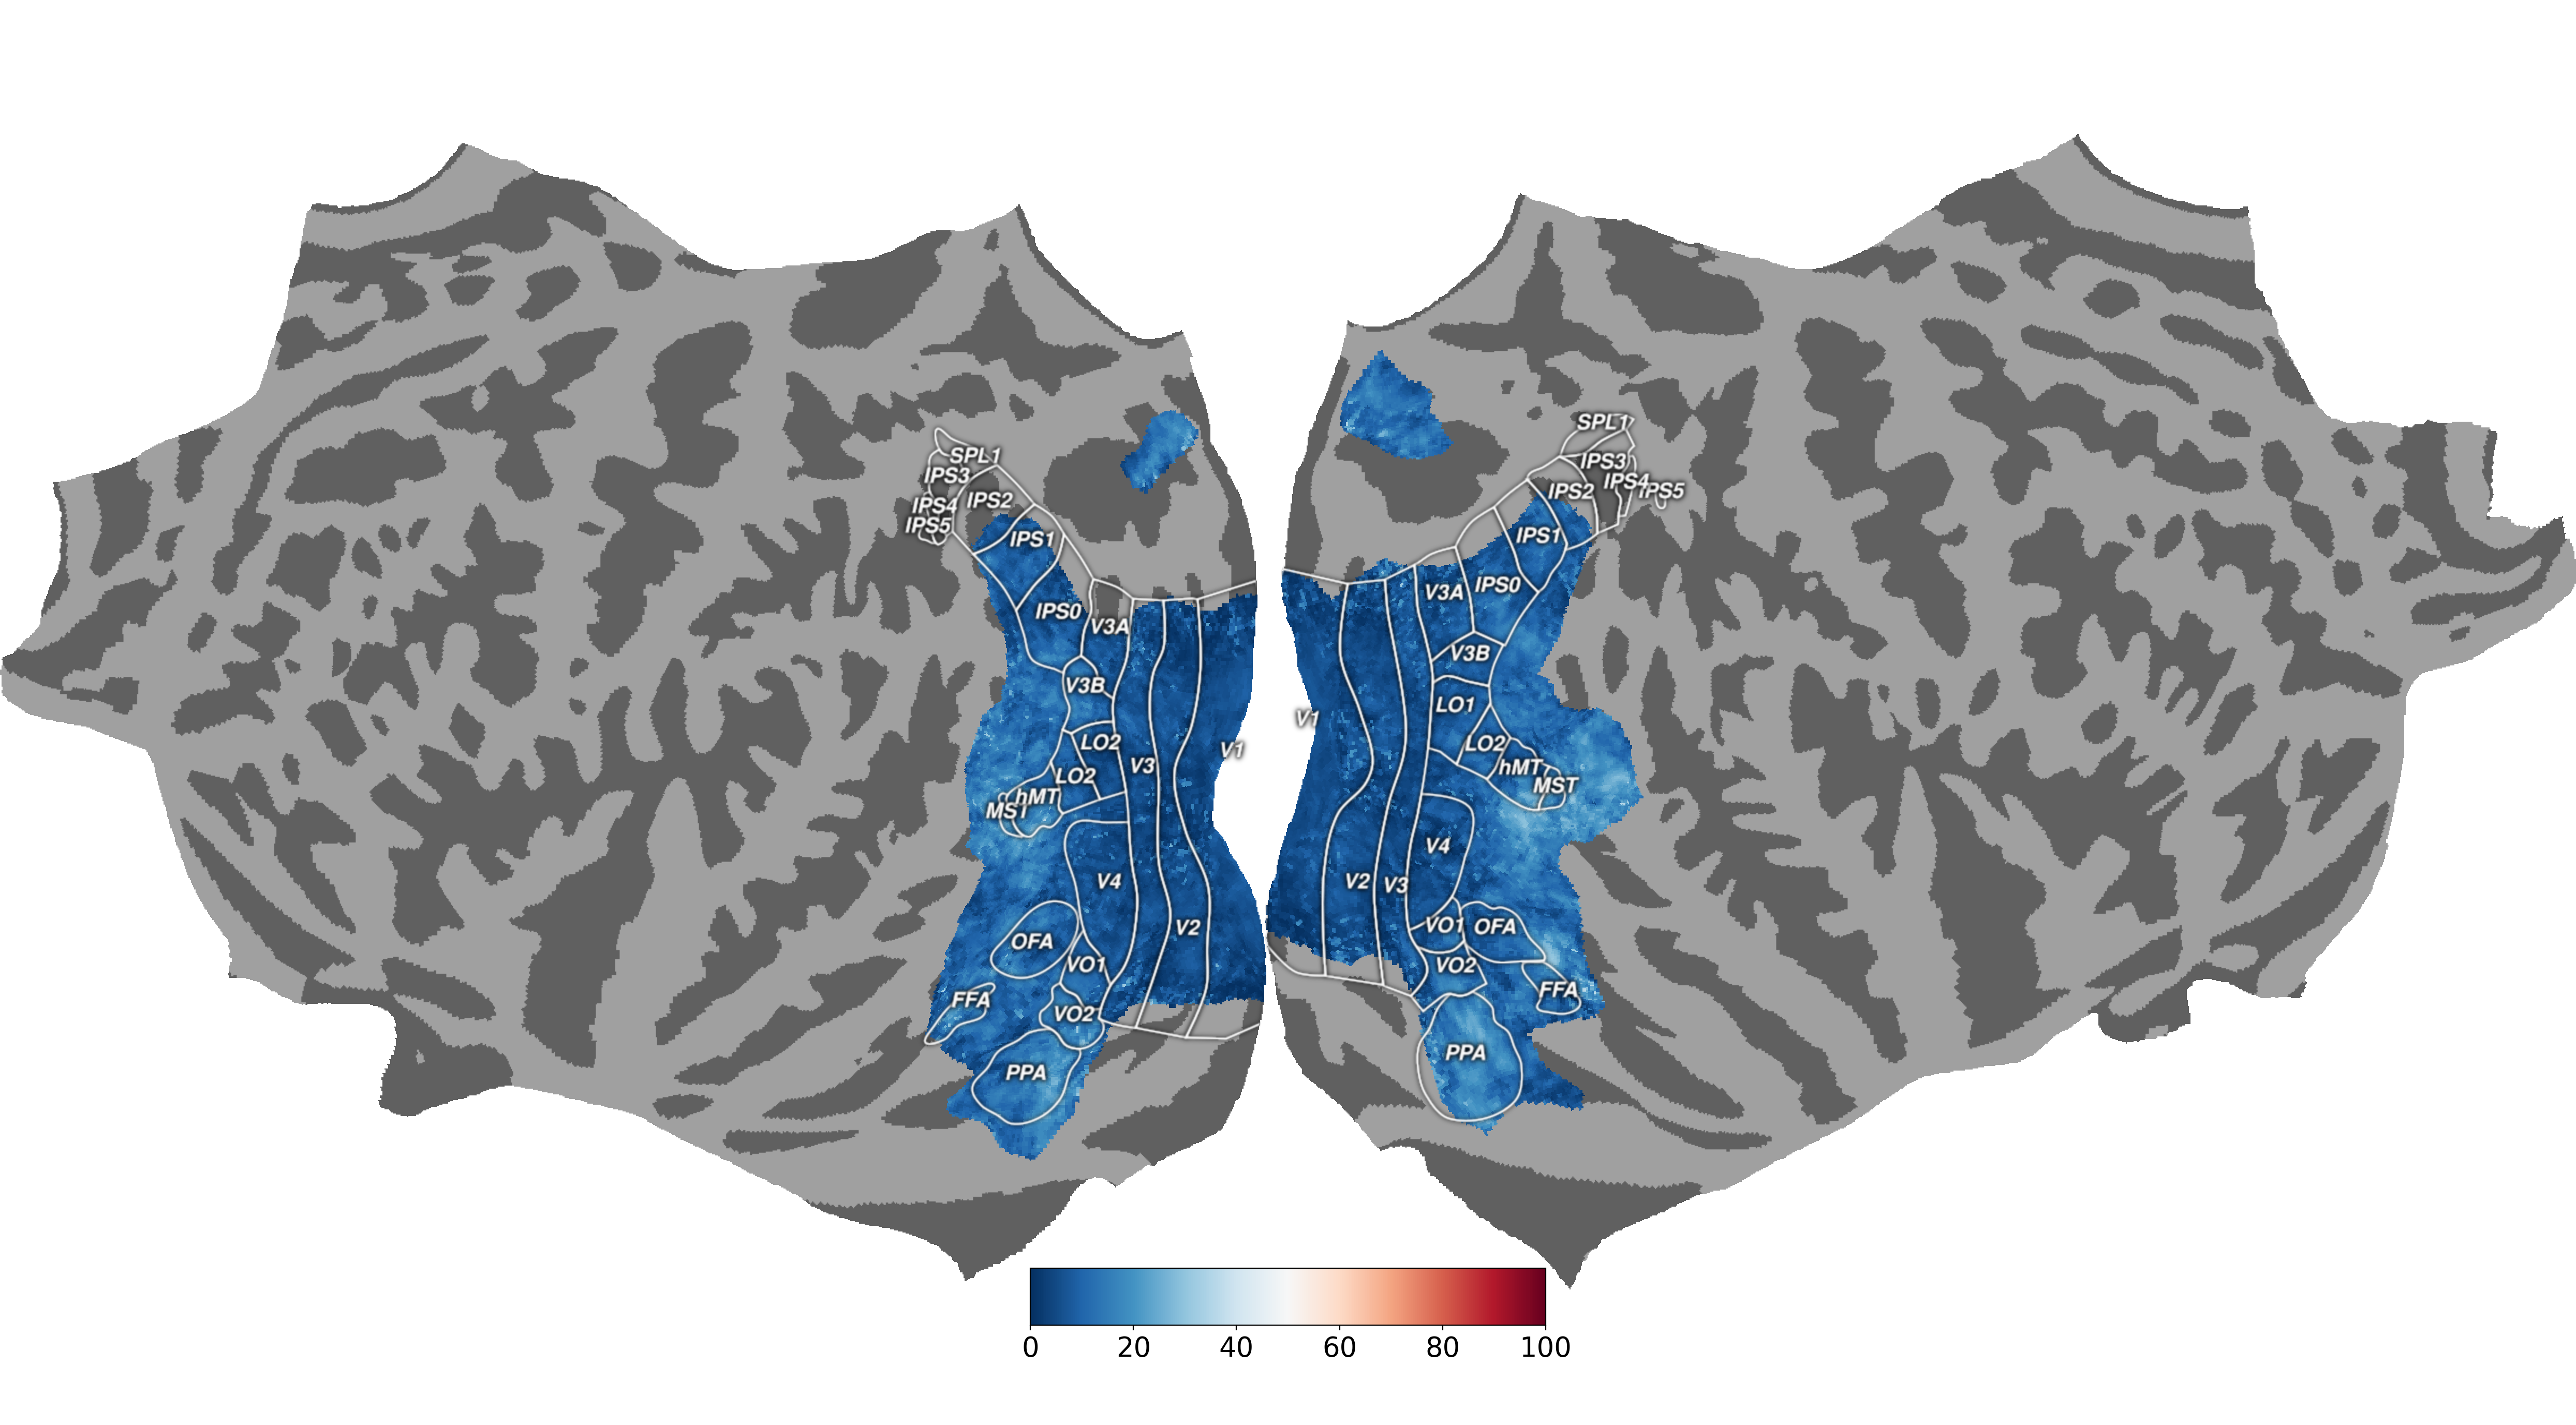 SPL1
IPS3
IPS4
IPS5
IPS2
IPS1
IPS0
V3A
V3B
LO2
LO2
hMT
MST
V3
V1
V4
V2
OFA
VO1
FFA
VO2
PPA
SPL1
IPS3
IPS4
IPS5
IPS2
IPS1
IPS0
V3A
V3B
LO1
LO2
hMT
MST
V1
V4
V2
V3
VO1
OFA
VO2
FFA
PPA
0 20 40 60 80 100